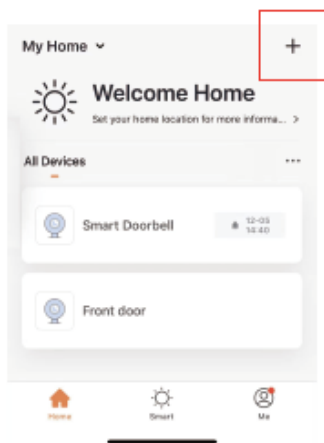 My Home
Welcome Home
Set your home location for more informa...
All Devices
Smart Doorbell
12-05
14:40
Front door
Home
Smart
Me